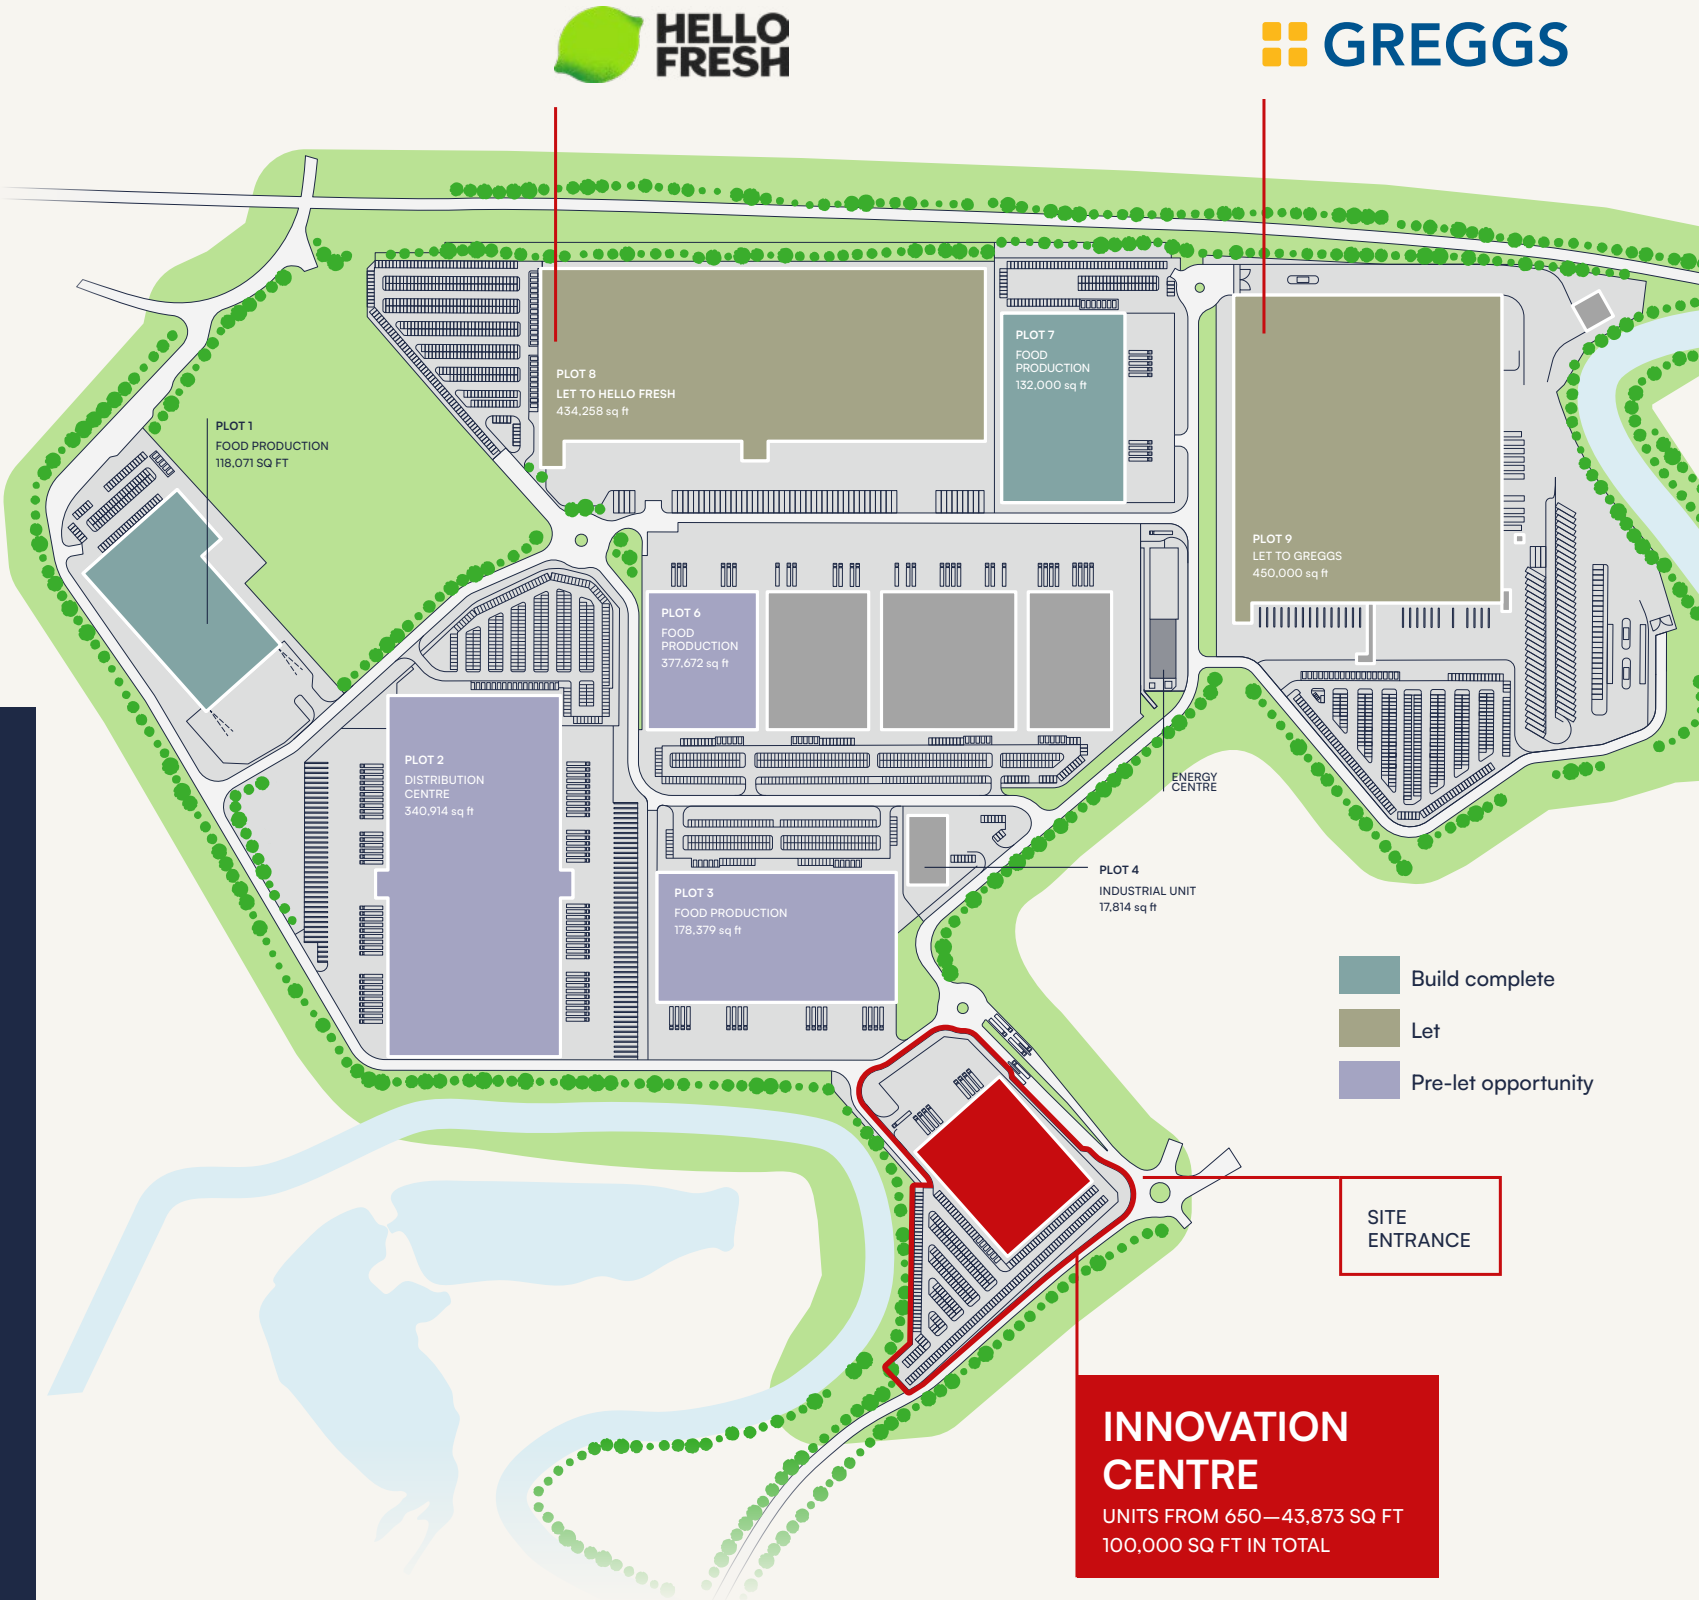 HELLO
FRESH
GREGGS
PLOT 8
LET TO HELLO FRESH
434,258 sq ft
PLOT 7
FOOD
PRODUCTION
132,000 sq ft
PLOT 1
FOOD PRODUCTION
118,071 SQ FT
PLOT 9
LET TO GREGGS
450,000 sq ft
PLOT 6
FOOD
PRODUCTION
377,672 sq ft
PLOT 2
DISTRIBUTION
CENTRE
340,914 sq ft
ENERGY
CENTRE
PLOT 3
FOOD PRODUCTION
178,379 sq ft
PLOT 4
INDUSTRIAL UNIT
17,814 sq ft
Build complete
Let
Pre-let opportunity
SITE
ENTRANCE
INNOVATION
CENTRE
UNITS FROM 650–43,873 SQ FT
100,000 SQ FT IN TOTAL